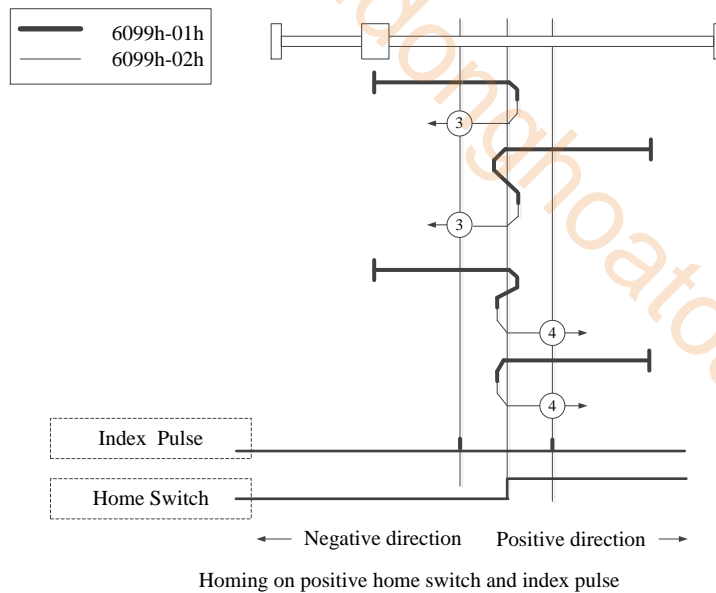 6099h-01h
6099h-02h
3
3
4
4
Index Pulse
Home Switch
Negative direction
Positive direction
Homing on positive home switch and index pulse